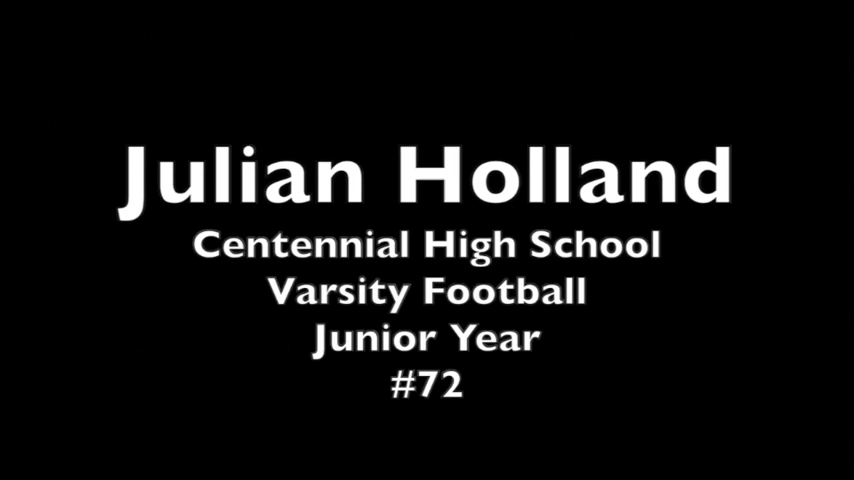 Julian Holland
Centennial High School
Varsity Football
Junior Year
#72